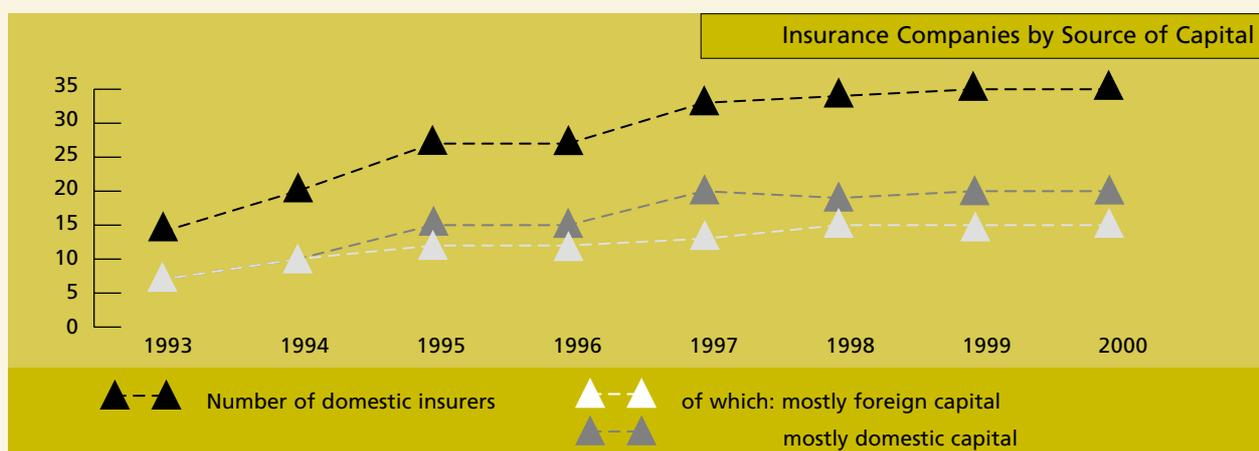 Insurance Companies by Source of Capital
35
30
25
20
15
10
5
0
1993 1994 1995 1996 1997 1998 1999 2000
Number of domestic insurers of which: mostly foreign capital
mostly domestic capital